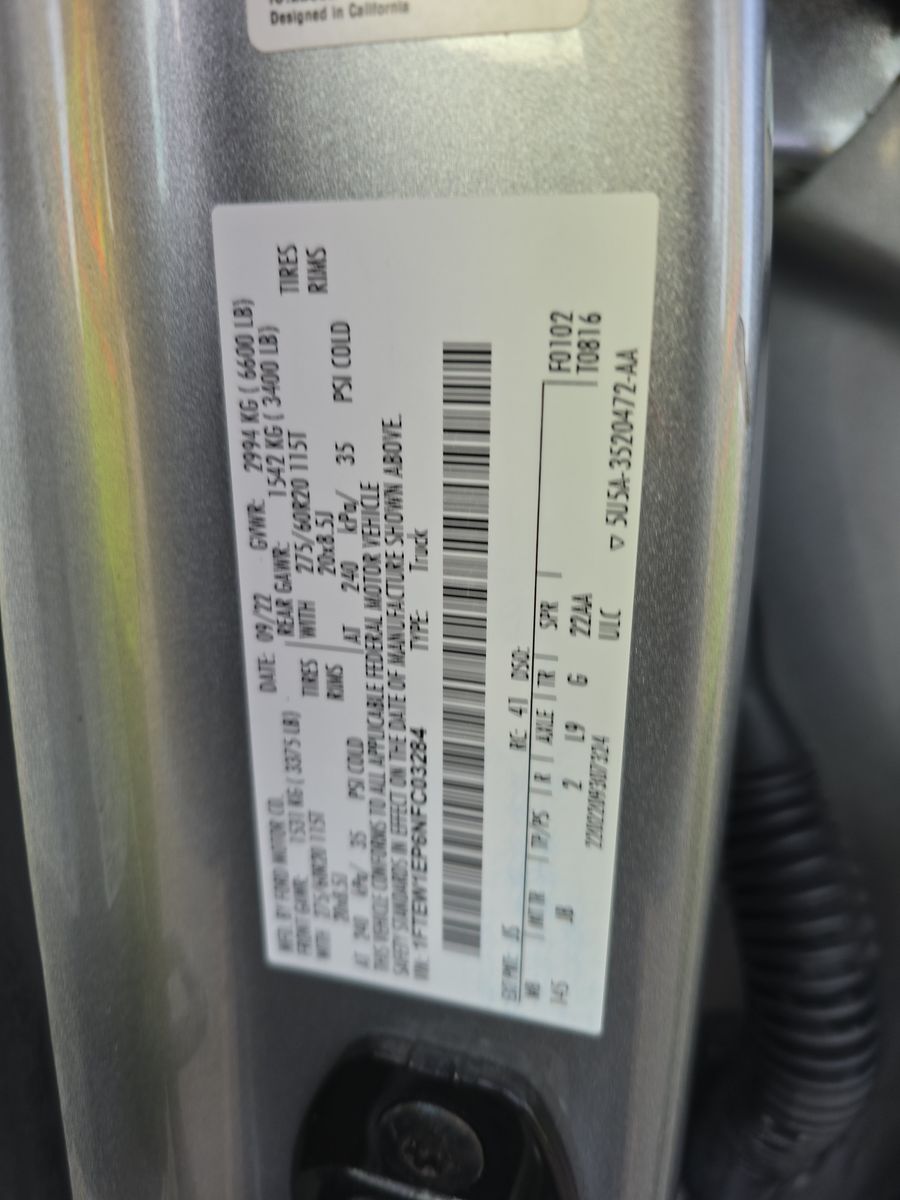 Designed in California
MFD. BY FORD MOTOR CO. DATE: 09/22 GVWR: 2994 KG ( 6600 LB)
FRONT GAWR: 1531 KG ( 3375 LB) REAR GAWR: 1542 KG ( 3400 LB)
WITH 275/60R20 115T TIRES WITH 275/60R20 115T TIRES
20x8.5J RIMS 20x8.5J RIMS
AT 240 kPa/ 35 PSI COLD AT 240 kPa/ 35 PSI COLD
THIS VEHICLE CONFORMS TO ALL APPLICABLE FEDERAL MOTOR VEHICLE
SAFETY STANDARDS IN EFFECT ON THE DATE OF MANUFACTURE SHOWN ABOVE.
VIN: 1FTEW1EP6NFC03284 TYPE: Truck
EXT PNT: JS RC: 41 DSO: F0102
WB INT TR TP/PS R AXLE TR SPR T0816
145 JB 2 L9 G 22AA
2202209307324 ULC
▽ 5U5A-3520472-AA